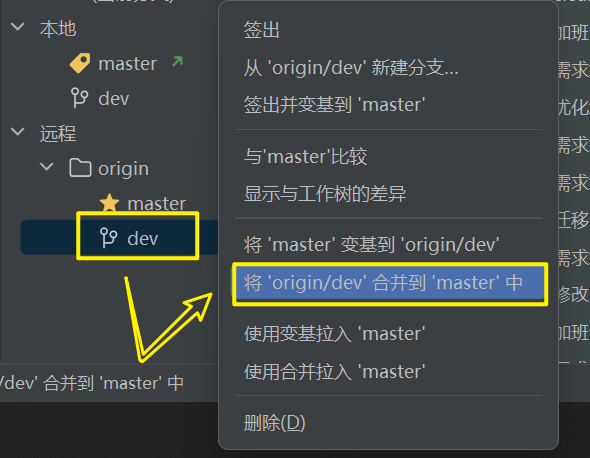 本地
master
dev
远程
origin
master
dev
/dev' 合并到 'master' 中
签出
从 'origin/dev' 新建分支...
签出并变基到 'master'
与'master'比较
显示与工作树的差异
将 'master' 变基到 'origin/dev'
将 'origin/dev' 合并到 'master' 中
使用变基拉入 'master'
使用合并拉入 'master'
删除(D)
加班
需求
优化
需求
需求
迁移
需求
修改
加班